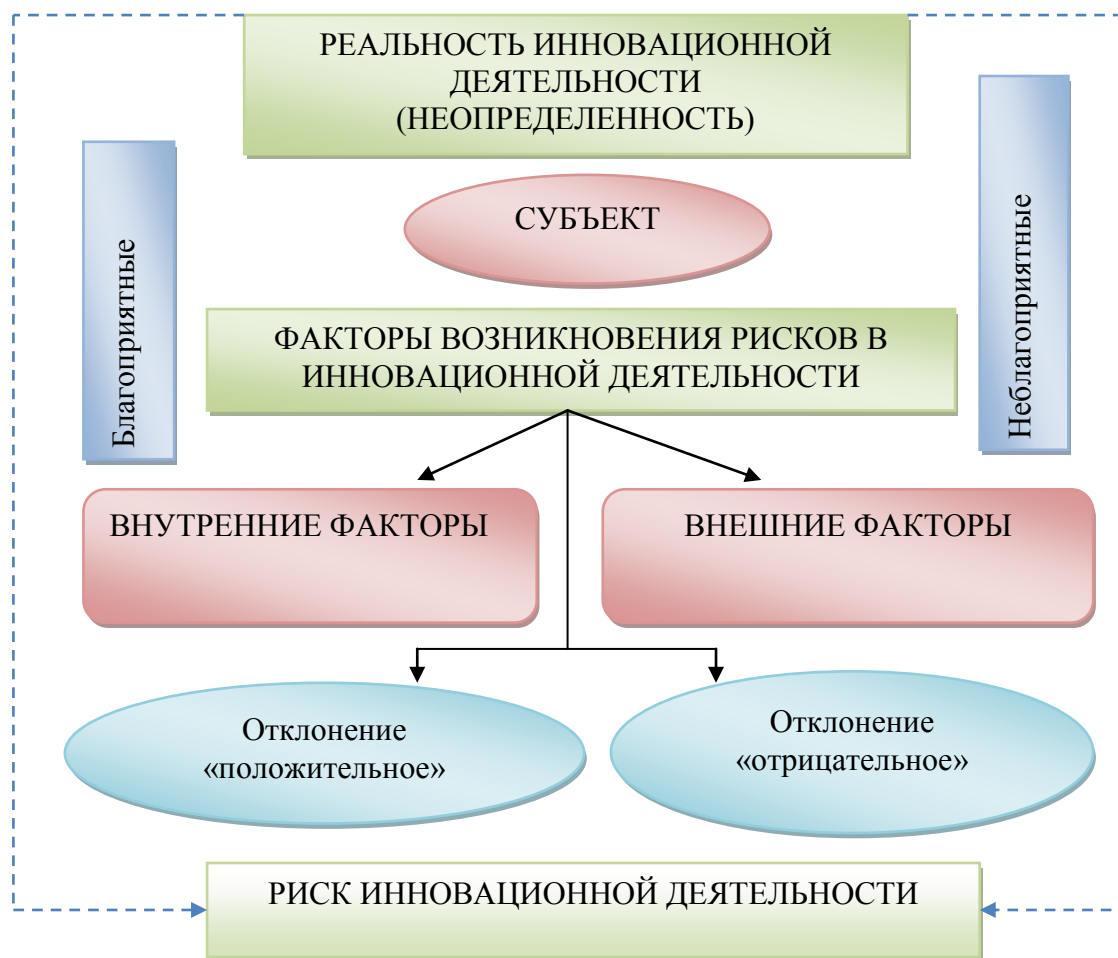 РЕАЛЬНОСТЬ ИННОВАЦИОННОЙ
ДЕЯТЕЛЬНОСТИ
(НЕОПРЕДЕЛЕННОСТЬ)
Благоприятные
СУБЪЕКТ
Неблагоприятные
ФАКТОРЫ ВОЗНИКНОВЕНИЯ РИСКОВ В
ИННОВАЦИОННОЙ ДЕЯТЕЛЬНОСТИ
ВНУТРЕННИЕ ФАКТОРЫ
ВНЕШНИЕ ФАКТОРЫ
Отклонение
«положительное»
Отклонение
«отрицательное»
РИСК ИННОВАЦИОННОЙ ДЕЯТЕЛЬНОСТИ